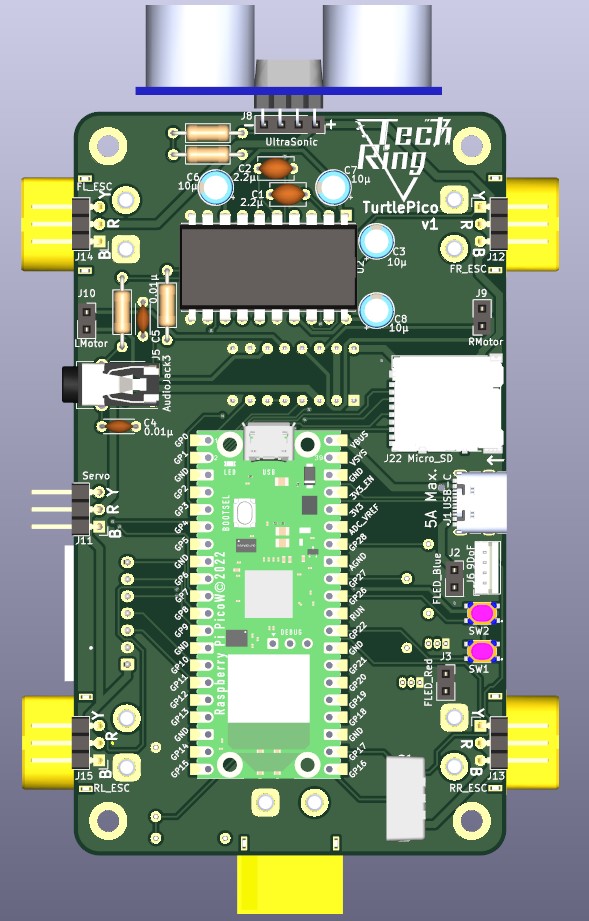 J8
UltraSonic
Tech
Ring
TurtlePico
v1
C2
2.2µ
C1
2.2µ
C6
10µ
C7
10µ
FL_ESC
Y
R
B
J14
Y
R
B
J12
FR_ESC
C3
10µ
U2
C8
10µ
0.01µ
C5
J10
LMotor
J9
RMotor
J5
AudioJack3
C4
0.01µ
J22 Micro_SD
GP0
GP1
GND
GP2
GP3
GP4
GP5
GND
GP6
GP7
GP8
GP9
GND
GP10
GP11
GP12
GP13
GND
GP14
GP15
VBUS
VSYS
GND
3V3_EN
3V3
ADC_VREF
GP28
AGND
GP27
GP26
RUN
GP22
GND
GP21
GP20
GP19
GP18
GND
GP17
GP16
LED
USB
BOOTSEL
Raspberry Pi PicoW©2022
DEBUG
Servo
Y
R
B
J11
5A Max.
J1 USB-C
J2
FLED_Blue
J6 9Dof
SW2
SW1
J3
FLED_Red
Y
R
B
J15
RL_ESC
Y
R
B
J13
RR_ESC